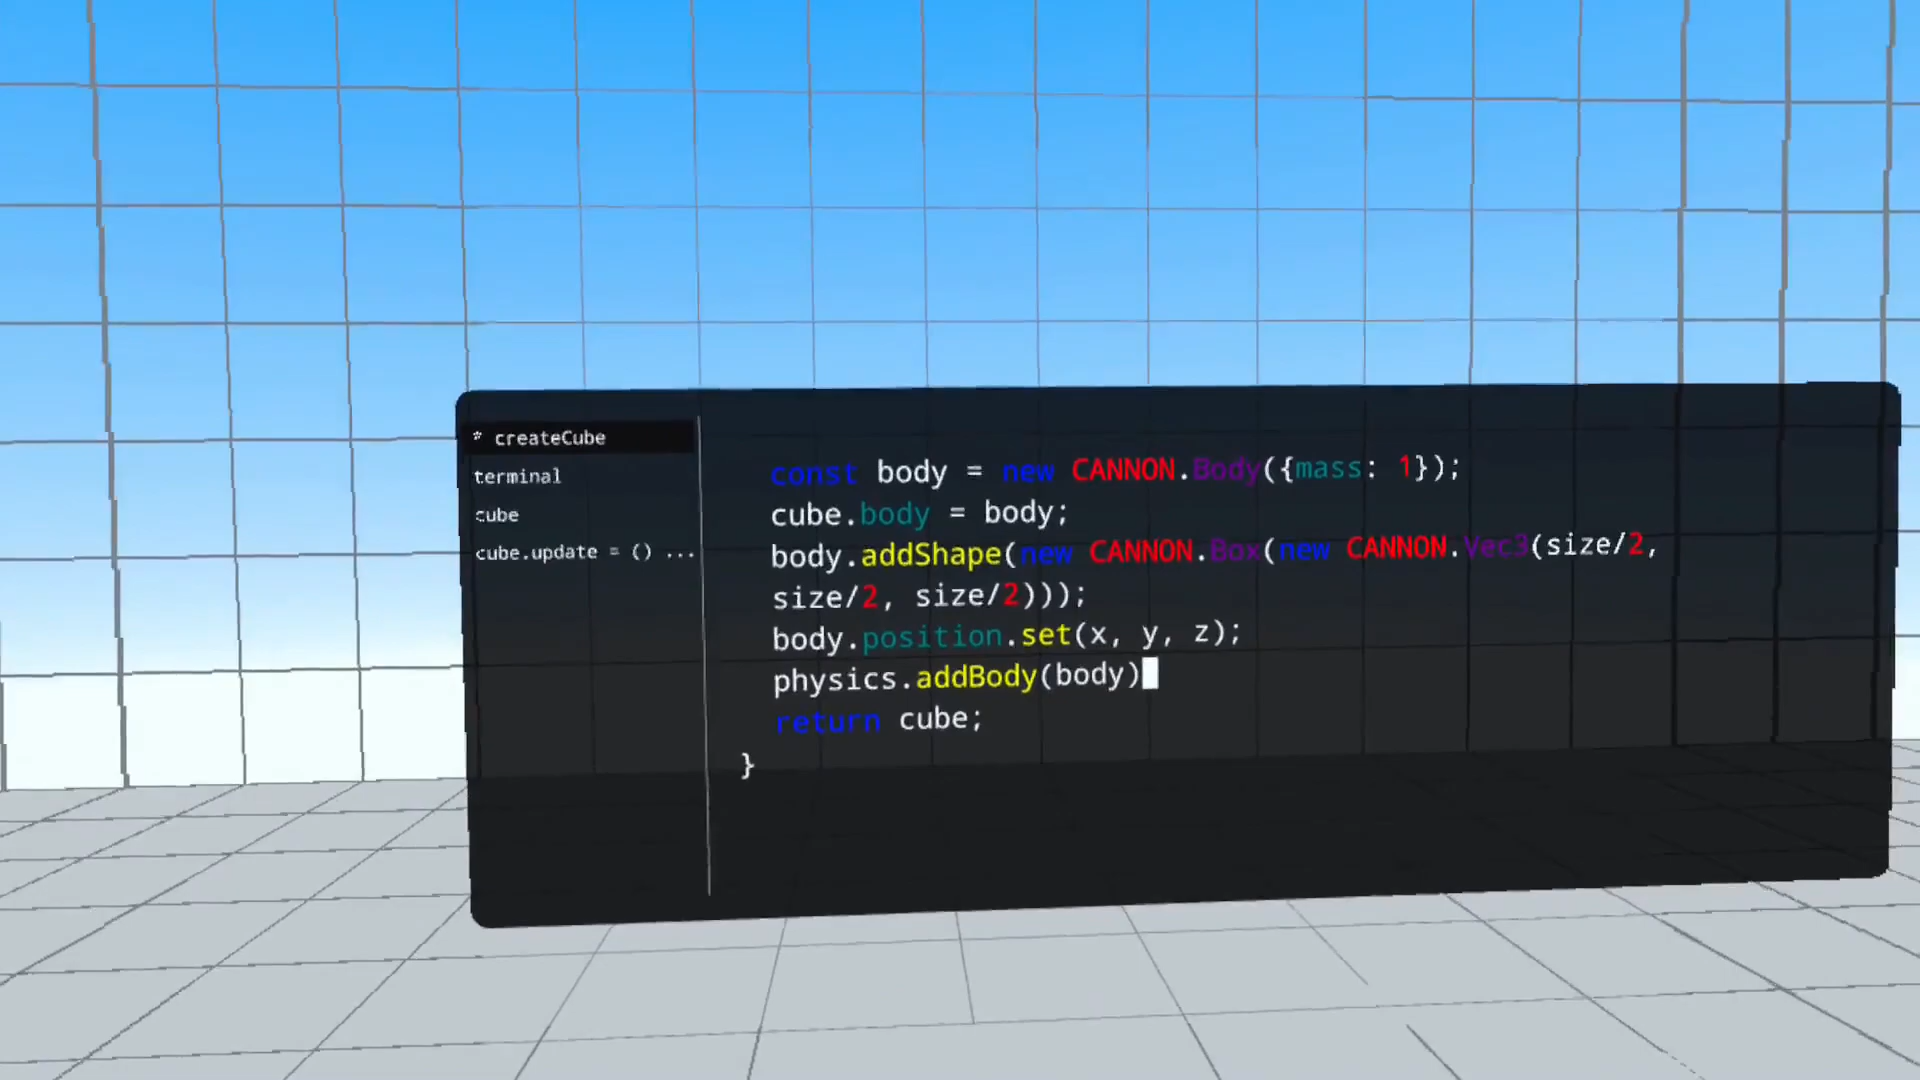 * createCube
terminal
cube
cube.update = () ...
const body = new CANNON.Body({mass: 1});
cube.body = body;
body.addShape(new CANNON.Box(new CANNON.Vec3(size/2,
size/2, size/2)));
body.position.set(x, y, z);
physics.addBody(body)
return cube;
}